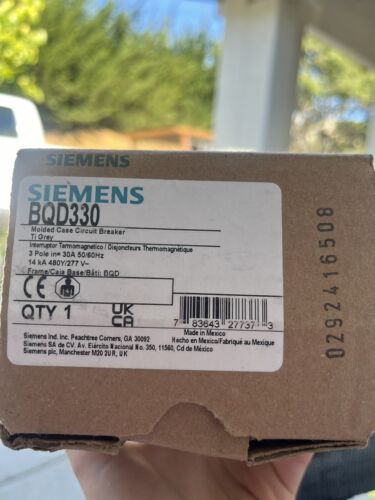 SIEMENS
SIEMENS
BQD330
Molded Case Circuit Breaker
Ti Grey
Interruptor Termomagnetico / Disjoncteurs Thermomagnétique
3 Pole in= 30A 50/60Hz
14 kA 480Y/277 V~
Frame/Caja Base/Bâti: BQD
CE
QTY 1
UK
CA
7 83643 27737 3
Made in Mexico
Hecho en Mexico/Fabriqué au Mexique
Siemens Ind. Inc. Peachtree Corners, GA 30092
Siemens SA de CV. Av. Ejército Nacional No. 350, 11560, Cd de México
Siemens plc, Manchester M20 2UR, UK
0292416508